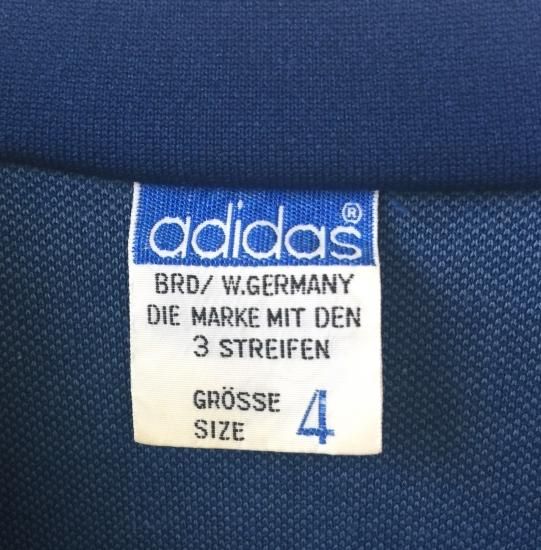 adidas®
BRD/ W.GERMANY
DIE MARKE MIT DEN
3 STREIFEN
GRÖSSE
SIZE 4